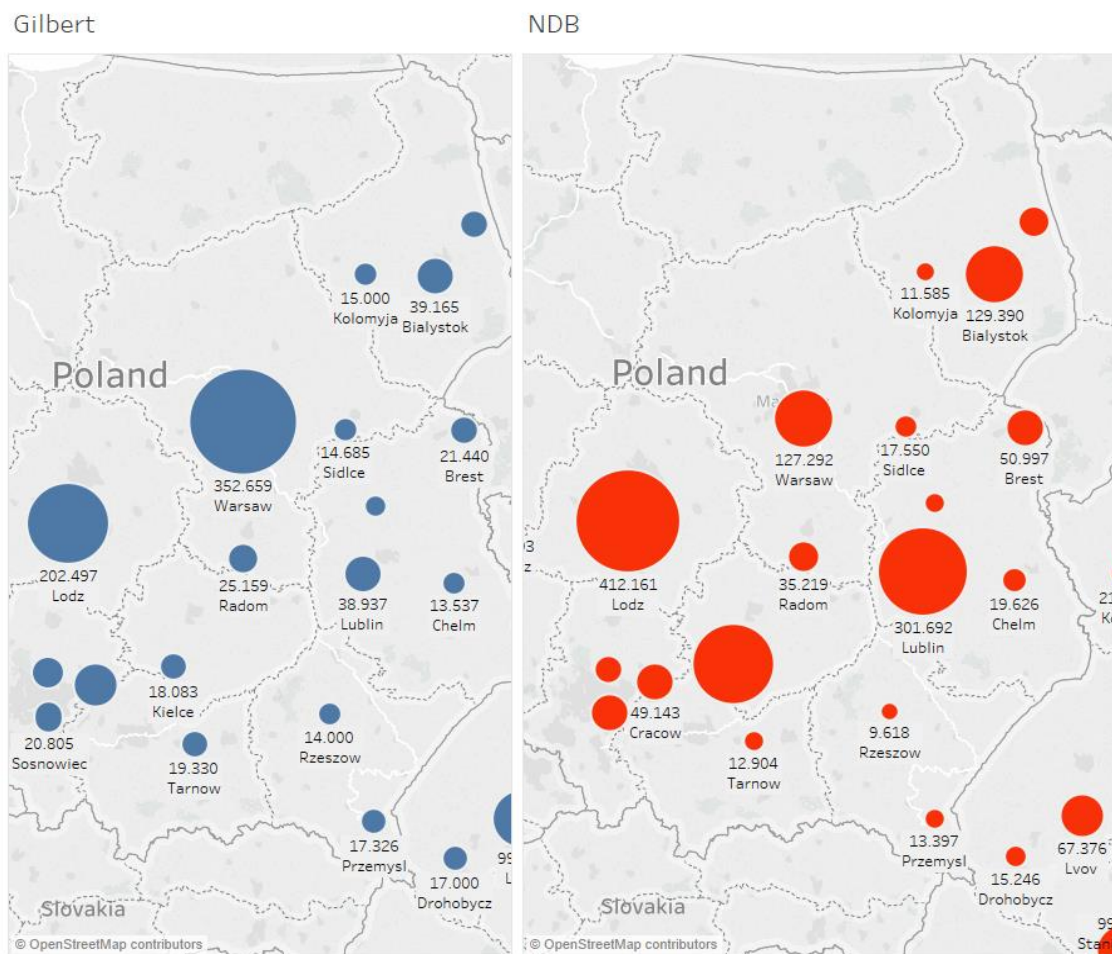 Gilbert
15.000
Kolomyja
39.165
Bialystok
Poland
352.659
Warsaw
14.685
Sidlce
21.440
Brest
202.497
Lodz
25.159
Radom
38.937
Lublin
13.537
Chelm
18.083
Kielce
20.805
Sosnowiec
19.330
Tarnow
14.000
Rzeszow
17.326
Przemysl
17.000
Drohobycz
99
L
Slovakia
© OpenStreetMap contributors
NDB
11.585
Kolomyja
129.390
Bialystok
Poland
127.292
Warsaw
17.550
Sidlce
50.997
Brest
412.161
Lodz
35.219
Radom
301.692
Lublin
19.626
Chelm
49.143
Cracow
12.904
Tarnow
9.618
Rzeszow
13.397
Przemysl
15.246
Drohobycz
67.376
Lvov
Slovakia
© OpenStreetMap contributors